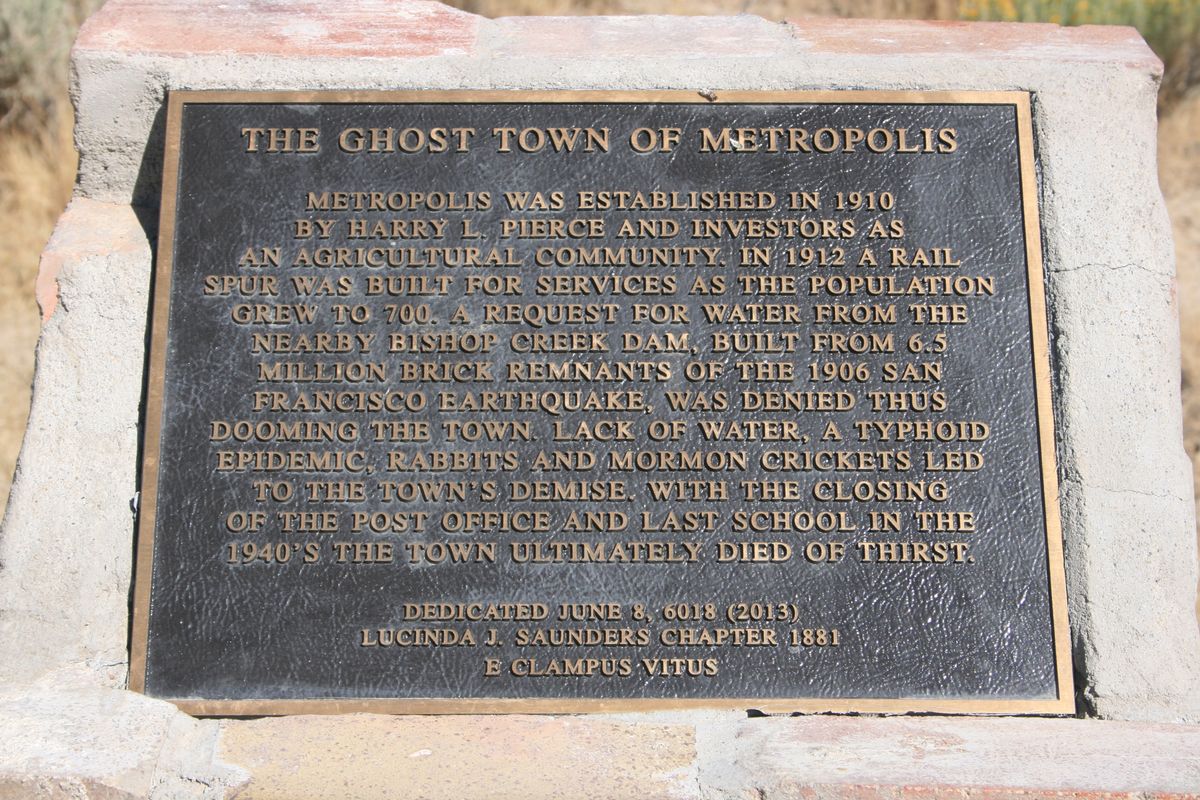 THE GHOST TOWN OF METROPOLIS
METROPOLIS WAS ESTABLISHED IN 1910
BY HARRY L. PIERCE AND INVESTORS AS
AN AGRICULTURAL COMMUNITY. IN 1912 A RAIL
SPUR WAS BUILT FOR SERVICES AS THE POPULATION
GREW TO 700. A REQUEST FOR WATER FROM THE
NEARBY BISHOP CREEK DAM, BUILT FROM 6.5
MILLION BRICK REMNANTS OF THE 1906 SAN
FRANCISCO EARTHQUAKE, WAS DENIED THUS
DOOMING THE TOWN. LACK OF WATER, A TYPHOID
EPIDEMIC, RABBITS AND MORMON CRICKETS LED
TO THE TOWN'S DEMISE. WITH THE CLOSING
OF THE POST OFFICE AND LAST SCHOOL IN THE
1940'S THE TOWN ULTIMATELY DIED OF THIRST.
DEDICATED JUNE 8, 6018 (2013)
LUCINDA J. SAUNDERS CHAPTER 1881
E CLAMPUS VITUS